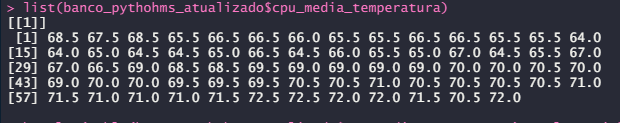 > list(banco_pythohms_atualizado$cpu_media_temperatura)
[[1]]
[1] 68.5 67.5 68.5 65.5 66.5 66.5 66.0 65.5 65.5 66.5 66.5 65.5 65.5 64.0
[15] 64.0 65.0 64.5 64.5 65.0 66.5 64.5 66.0 65.5 65.0 67.0 64.5 65.5 67.0
[29] 67.0 66.5 69.0 68.5 68.5 69.5 69.0 69.0 69.0 69.0 70.0 70.0 70.5 70.0
[43] 69.0 70.0 70.0 69.5 69.5 69.5 70.5 70.5 71.0 70.5 70.5 70.5 70.5 71.0
[57] 71.5 71.0 71.0 71.0 71.5 72.5 72.5 72.0 72.0 71.5 70.5 72.0